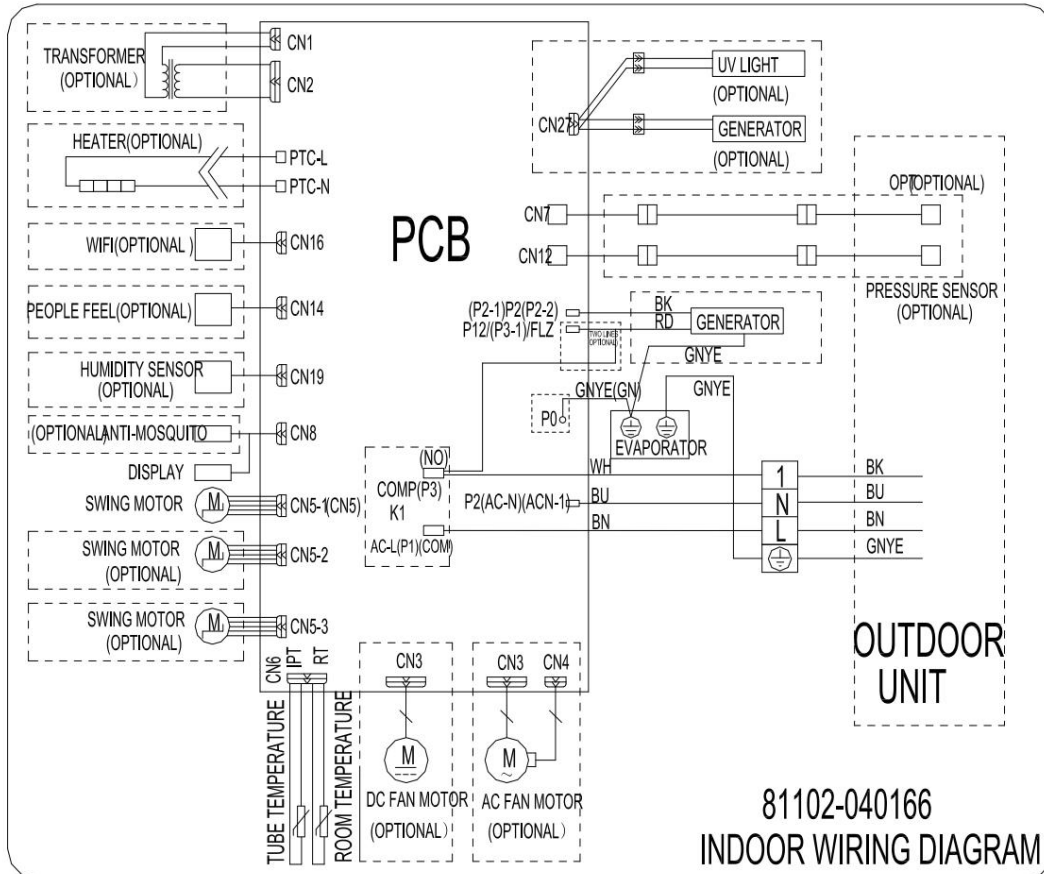 TRANSFORMER
(OPTIONAL)
CN1
CN2
HEATER(OPTIONAL)
PTC-L
PTC-N
WIFI(OPTIONAL )
CN16
PEOPLE FEEL(OPTIONAL)
CN14
HUMIDITY SENSOR
(OPTIONAL)
CN19
(OPTIONAL)ANTI-MOSQUITO
CN8
DISPLAY
SWING MOTOR
M
CN5-1(CN5)
SWING MOTOR
(OPTIONAL)
M
CN5-2
SWING MOTOR
(OPTIONAL)
M
CN5-3
CN6
IPT
RT
TUBE TEMPERATURE
ROOM TEMPERATURE
PCB
CN27
UV LIGHT
(OPTIONAL)
GENERATOR
(OPTIONAL)
CN7
CN12
OPT(OPTIONAL)
PRESSURE SENSOR
(OPTIONAL)
(P2-1)P2(P2-2)
P12/(P3-1)/FLZ
BK
RD
GENERATOR
TWO LINES
OPTIONAL)
GNYE
GNYE(GN)
GNYE
P0
EVAPORATOR
(NO)
COMP(P3)
K1
AC-L(P1)(COM)
P2(AC-N)(ACN-1)
WH
BU
BN
1
N
L
BK
BU
BN
GNYE
OUTDOOR
UNIT
CN3
M
DC FAN MOTOR
(OPTIONAL)
CN3
CN4
M
~
AC FAN MOTOR
(OPTIONAL)
81102-040166
INDOOR WIRING DIAGRAM